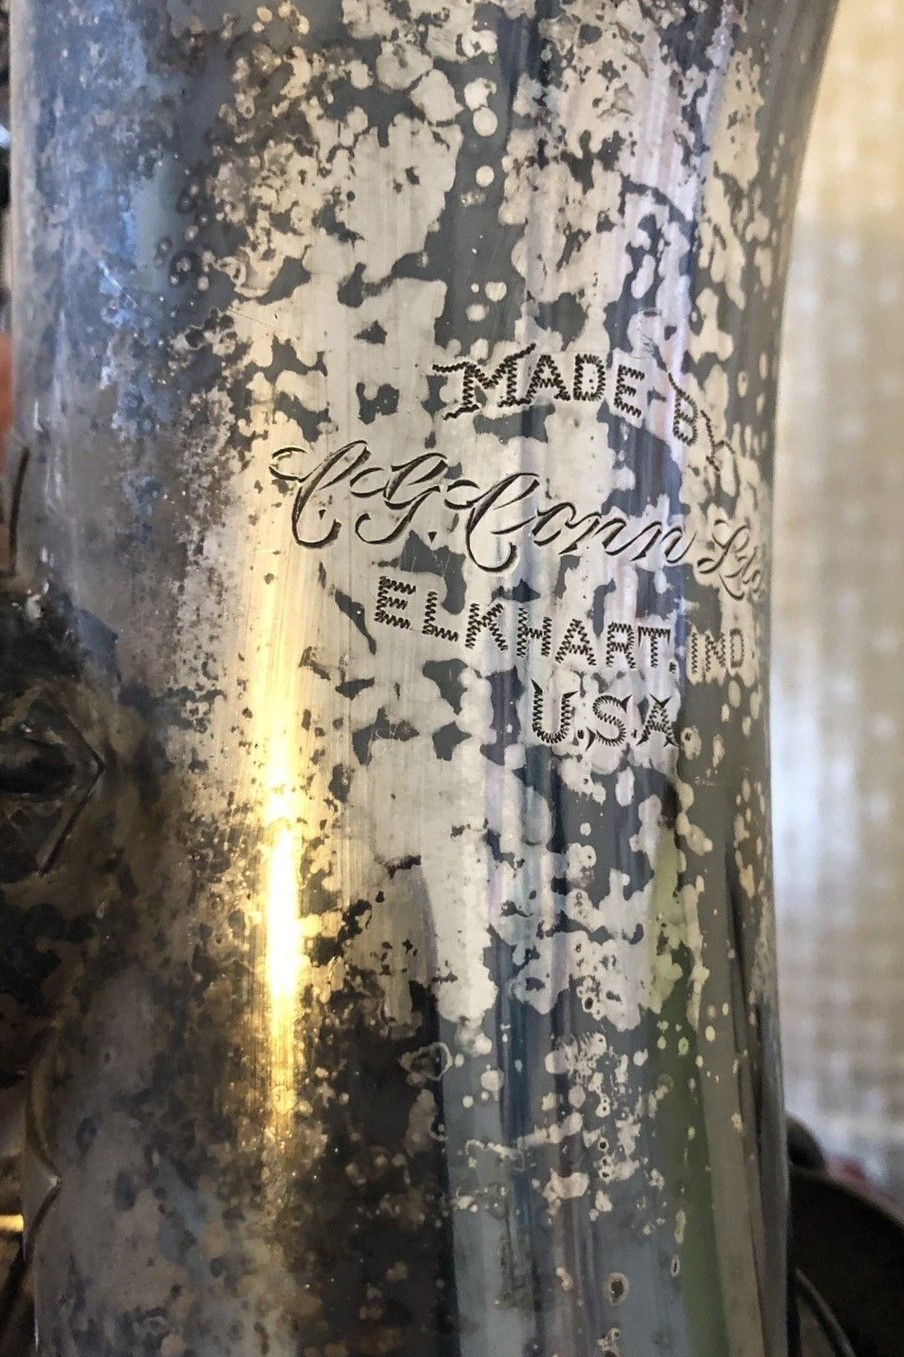 MADE BY
C.G. Conn Ltd
ELKHART. IND
U.S.A